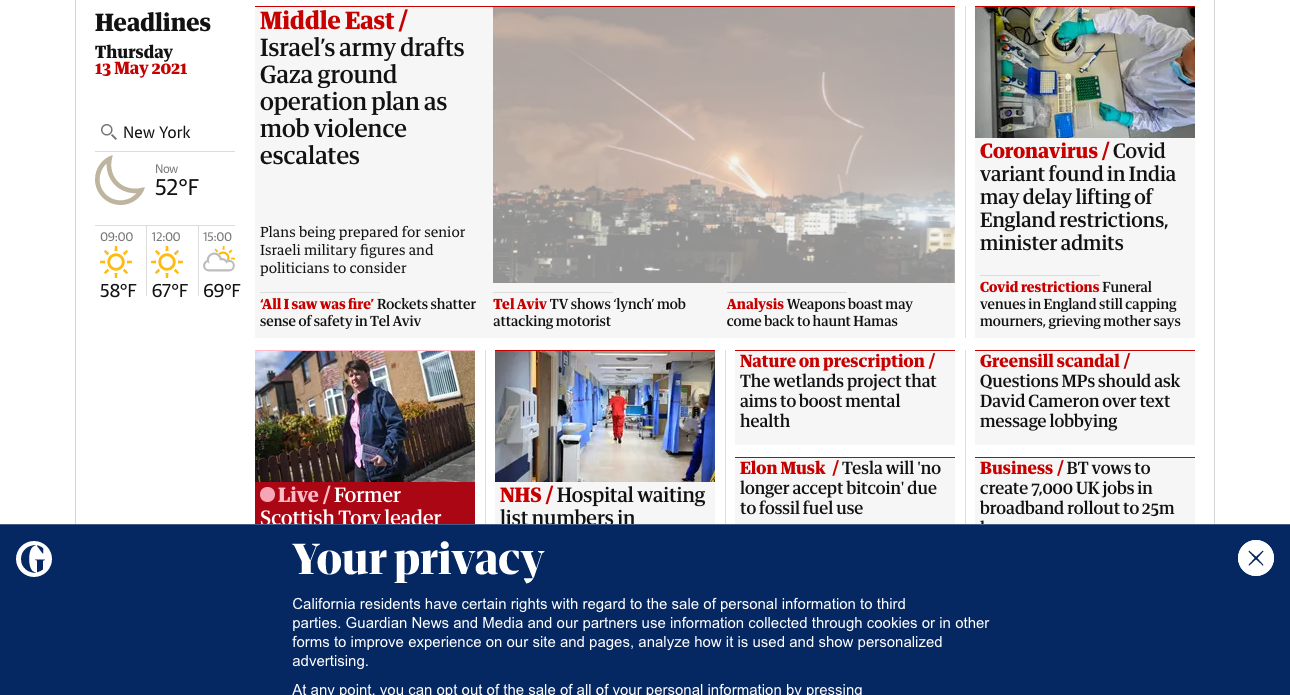 Headlines
Thursday
13 May 2021
New York
Now
52°F
09:00
58°F
12:00
67°F
15:00
69°F
Middle East /
Israel’s army drafts
Gaza ground
operation plan as
mob violence
escalates
Plans being prepared for senior
Israeli military figures and
politicians to consider
‘All I saw was fire’ Rockets shatter
sense of safety in Tel Aviv
Tel Aviv TV shows ‘lynch’ mob
attacking motorist
Analysis Weapons boast may
come back to haunt Hamas
Coronavirus / Covid
variant found in India
may delay lifting of
England restrictions,
minister admits
Covid restrictions Funeral
venues in England still capping
mourners, grieving mother says
Live / Former
Scottish Tory leader
NHS / Hospital waiting
list numbers in
Nature on prescription /
The wetlands project that
aims to boost mental
health
Elon Musk / Tesla will 'no
longer accept bitcoin' due
to fossil fuel use
Greensill scandal /
Questions MPs should ask
David Cameron over text
message lobbying
Business / BT vows to
create 7,000 UK jobs in
broadband rollout to 25m
G
Your privacy
California residents have certain rights with regard to the sale of personal information to third
parties. Guardian News and Media and our partners use information collected through cookies or in other
forms to improve experience on our site and pages, analyze how it is used and show personalized
advertising.
At any point, you can opt out of the sale of all of your personal information by pressing